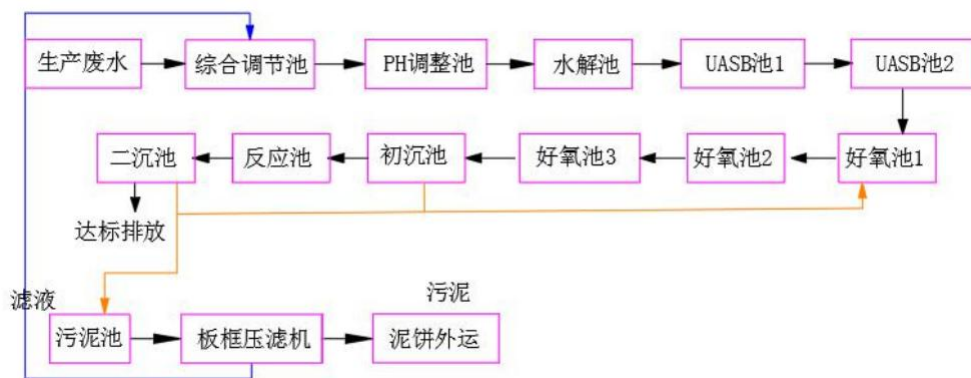 生产废水
综合调节池
PH调整池
水解池
UASB池1
UASB池2
二沉池
反应池
初沉池
好氧池3
好氧池2
好氧池1
达标排放
滤液
污泥
污泥池
板框压滤机
泥饼外运